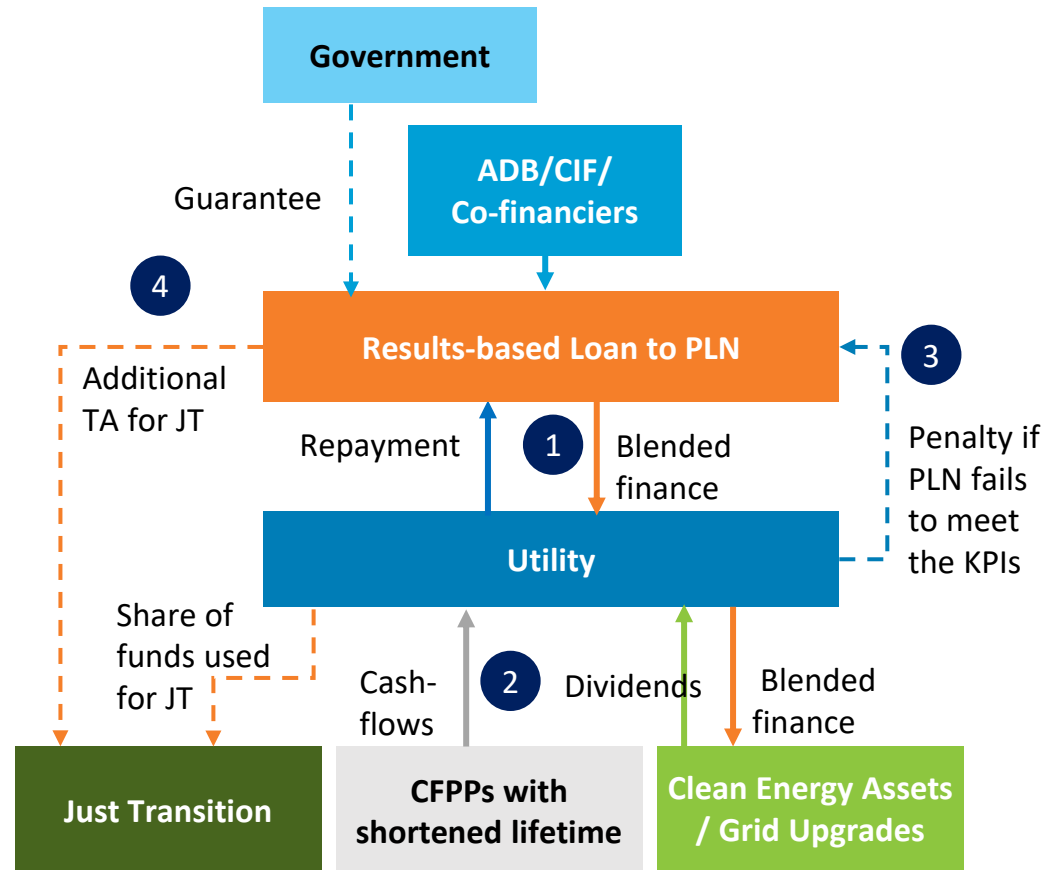 Government
ADB/CIF/
Co-financiers
Guarantee
4
Results-based Loan to PLN
3
Additional
TA for JT
Repayment
1
Blended
finance
Penalty if
PLN fails
to meet
the KPIs
Utility
Share of
funds used
for JT
Cash-
flows
2
Dividends
Blended
finance
Just Transition
CFPPs with
shortened lifetime
Clean Energy Assets
/ Grid Upgrades